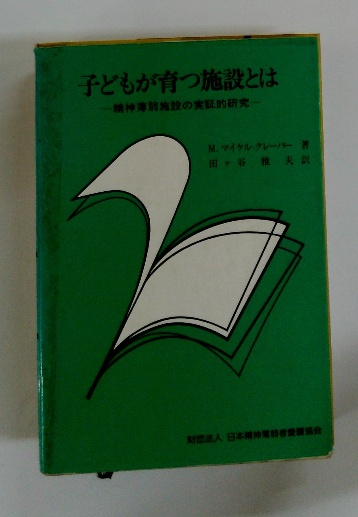 子どもが育つ施設とは
―精神薄弱施設の実証的研究―
M. マイケル・クレーバー 著
田ヶ谷 雅夫 訳
財団法人 日本精神薄弱者愛護協会